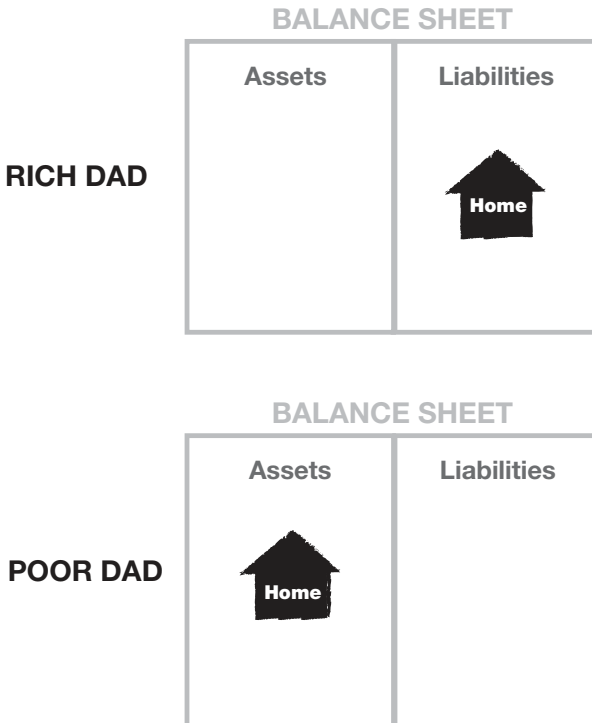 BALANCE SHEET
Assets Liabilities
RICH DAD
Home
BALANCE SHEET
Assets Liabilities
POOR DAD
Home